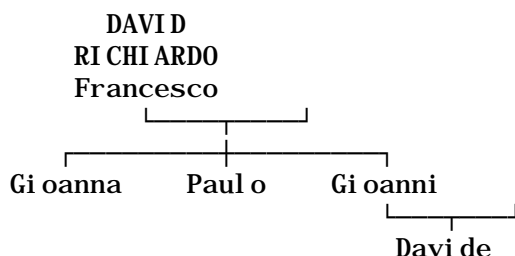 DAVID
RICHIARDO
Francesco
Gioanna Paulo Gioanni
Davide